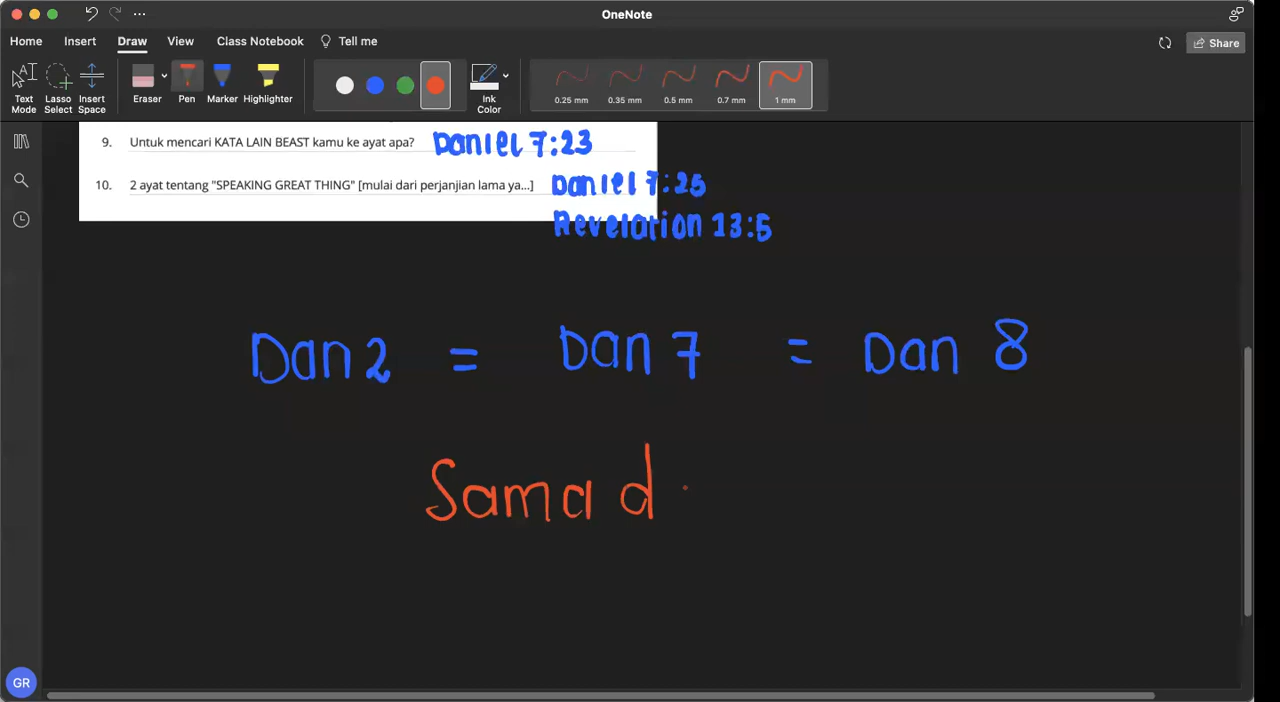 OneNote
Home Insert Draw View Class Notebook Tell me Share
Text Mode Lasso Select Insert Space Eraser Pen Marker Highlighter Ink Color 0.25 mm 0.35 mm 0.5 mm 0.7 mm 1 mm
9. Untuk mencari KATA LAIN BEAST kamu ke ayat apa? Daniel 7:23
10. 2 ayat tentang "SPEAKING GREAT THING" [mulai dari perjanjian lama ya...] Daniel 7:25
Revelation 13:5
Dan 2 = Dan 7 = Dan 8
Sama d
GR